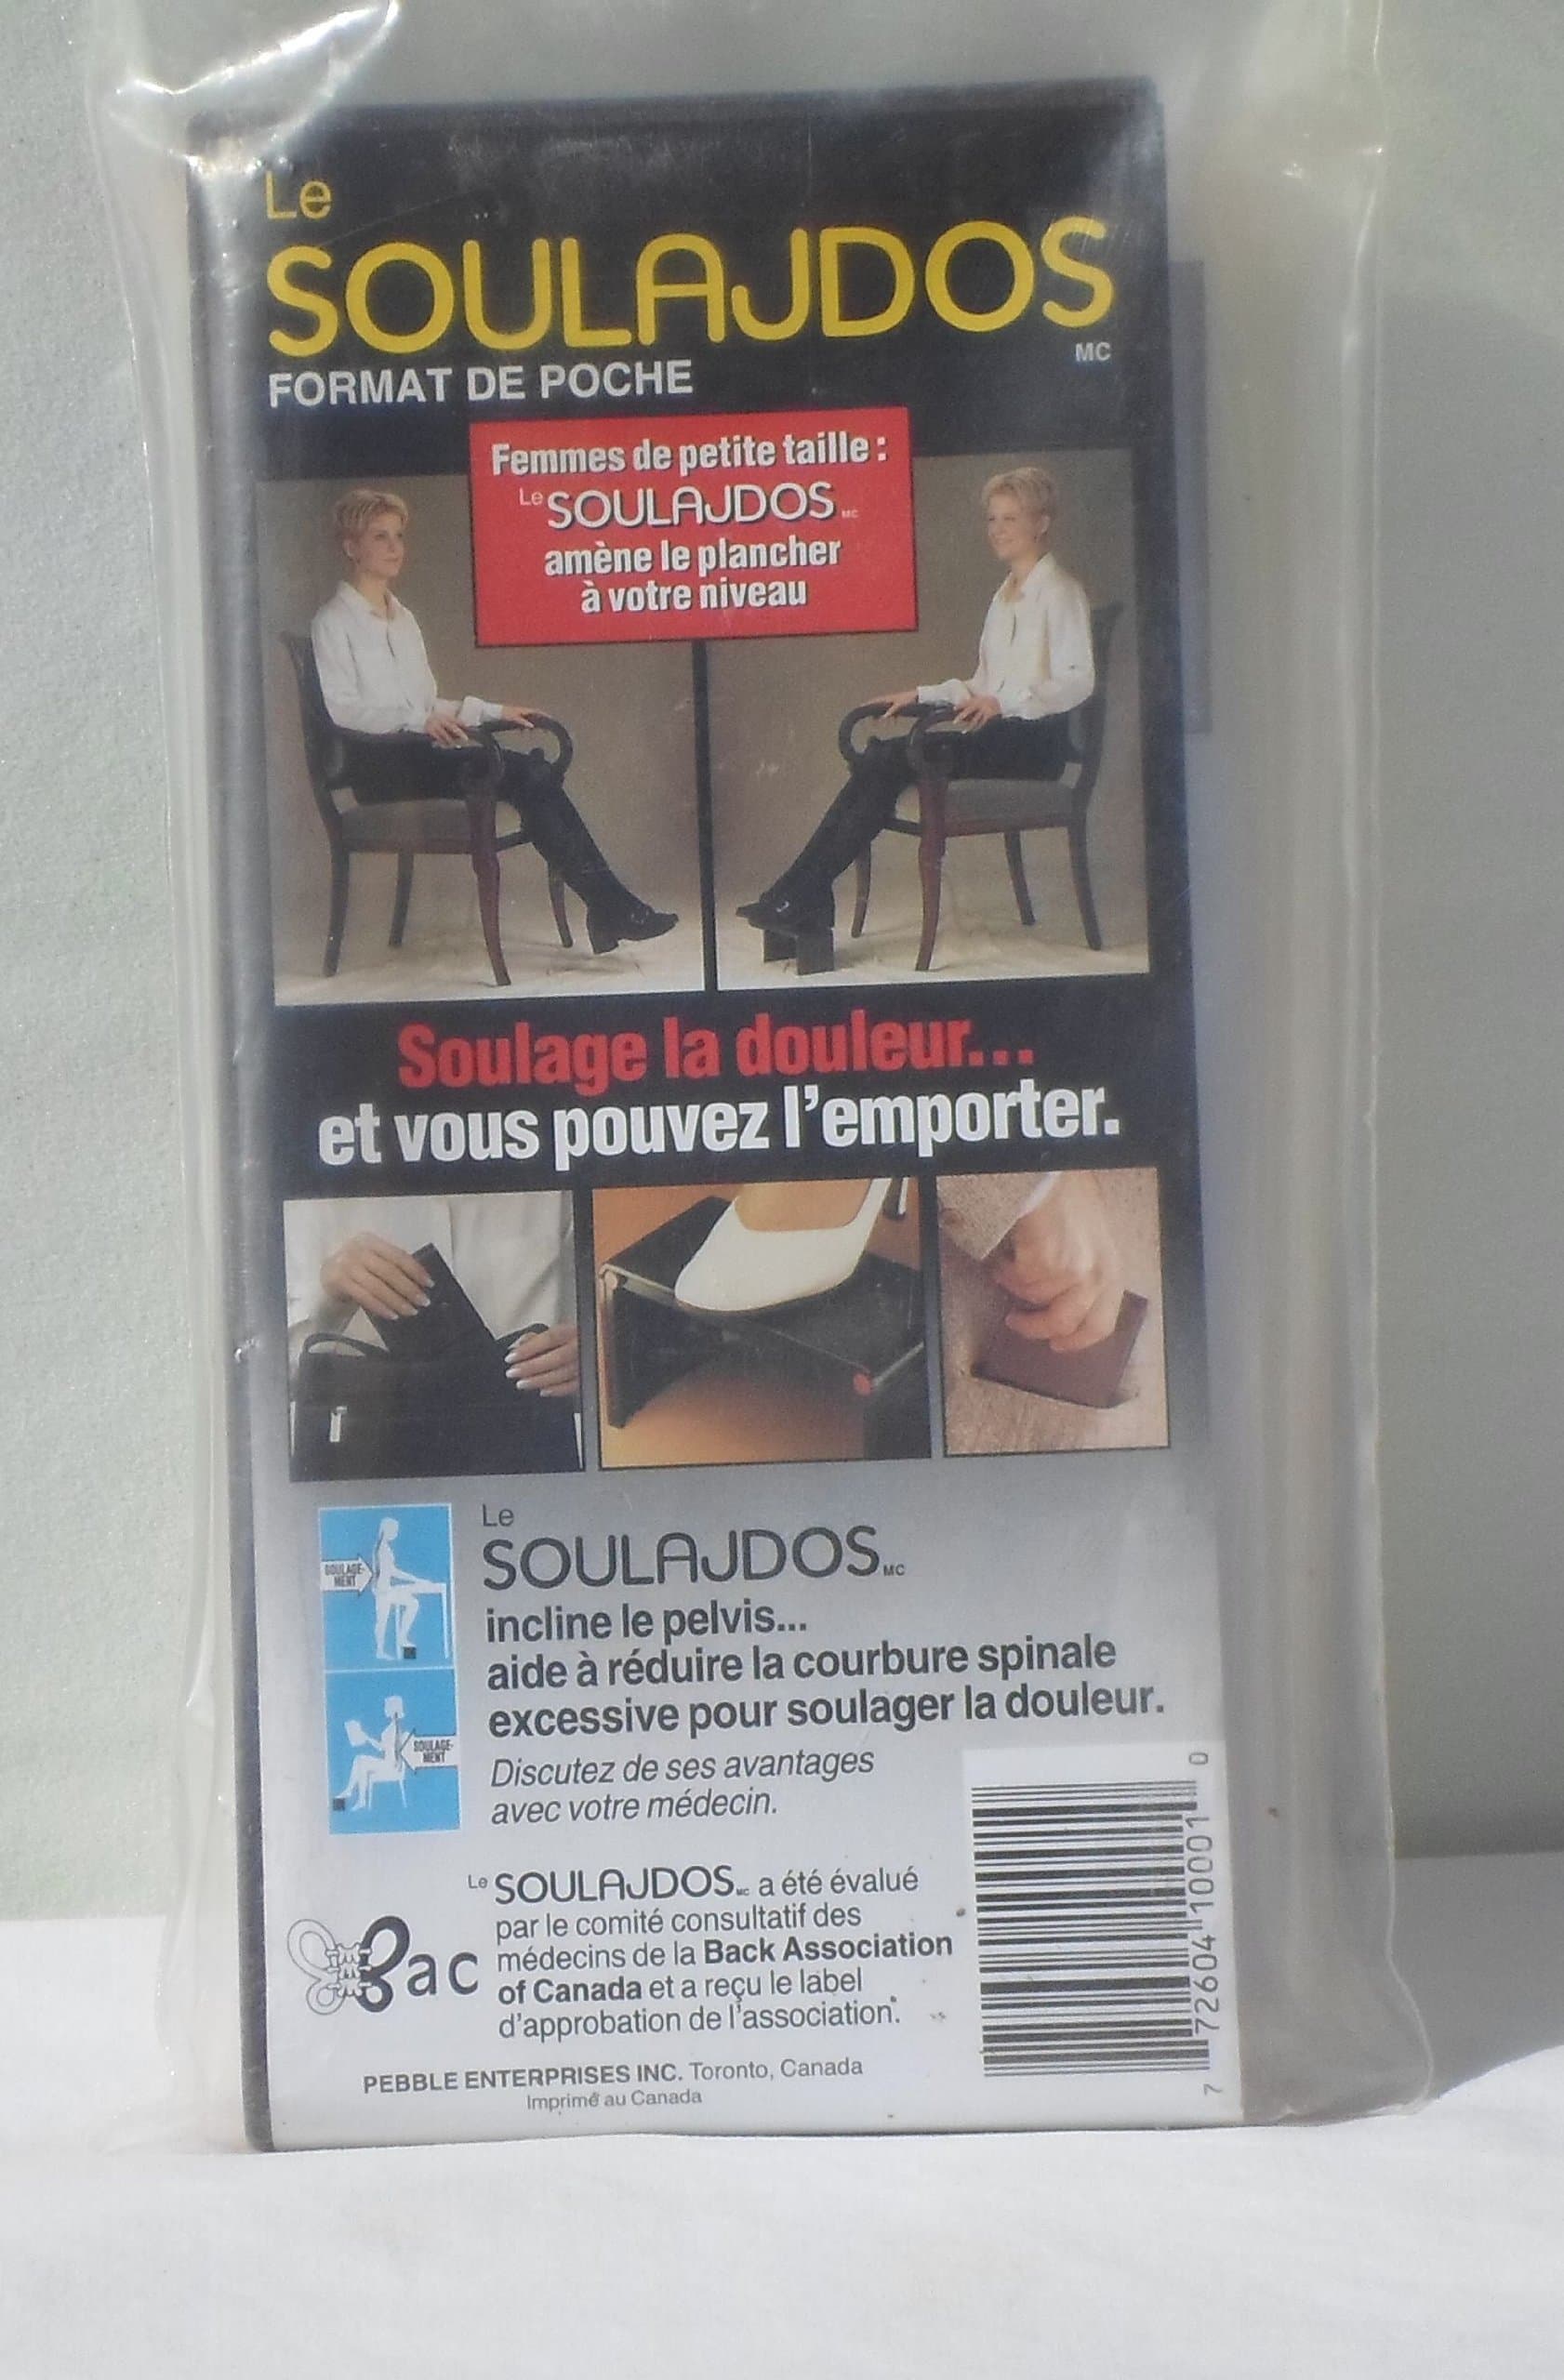 Le
SOULAJDOS
MC
FORMAT DE POCHE
Femmes de petite taille :
Le SOULAJDOS MC
amène le plancher
à votre niveau
Soulage la douleur...
et vous pouvez l'emporter.
SOULAGE-
MENT
SOULAGE-
MENT
Le
SOULAJDOS MC
incline le pelvis...
aide à réduire la courbure spinale
excessive pour soulager la douleur.
Discutez de ses avantages
avec votre médecin.
Bac
Le SOULAJDOS MC a été évalué
par le comité consultatif des
médecins de la Back Association
of Canada et a reçu le label
d'approbation de l'association.
PEBBLE ENTERPRISES INC. Toronto, Canada
Imprimé au Canada
7 72604 10001 0